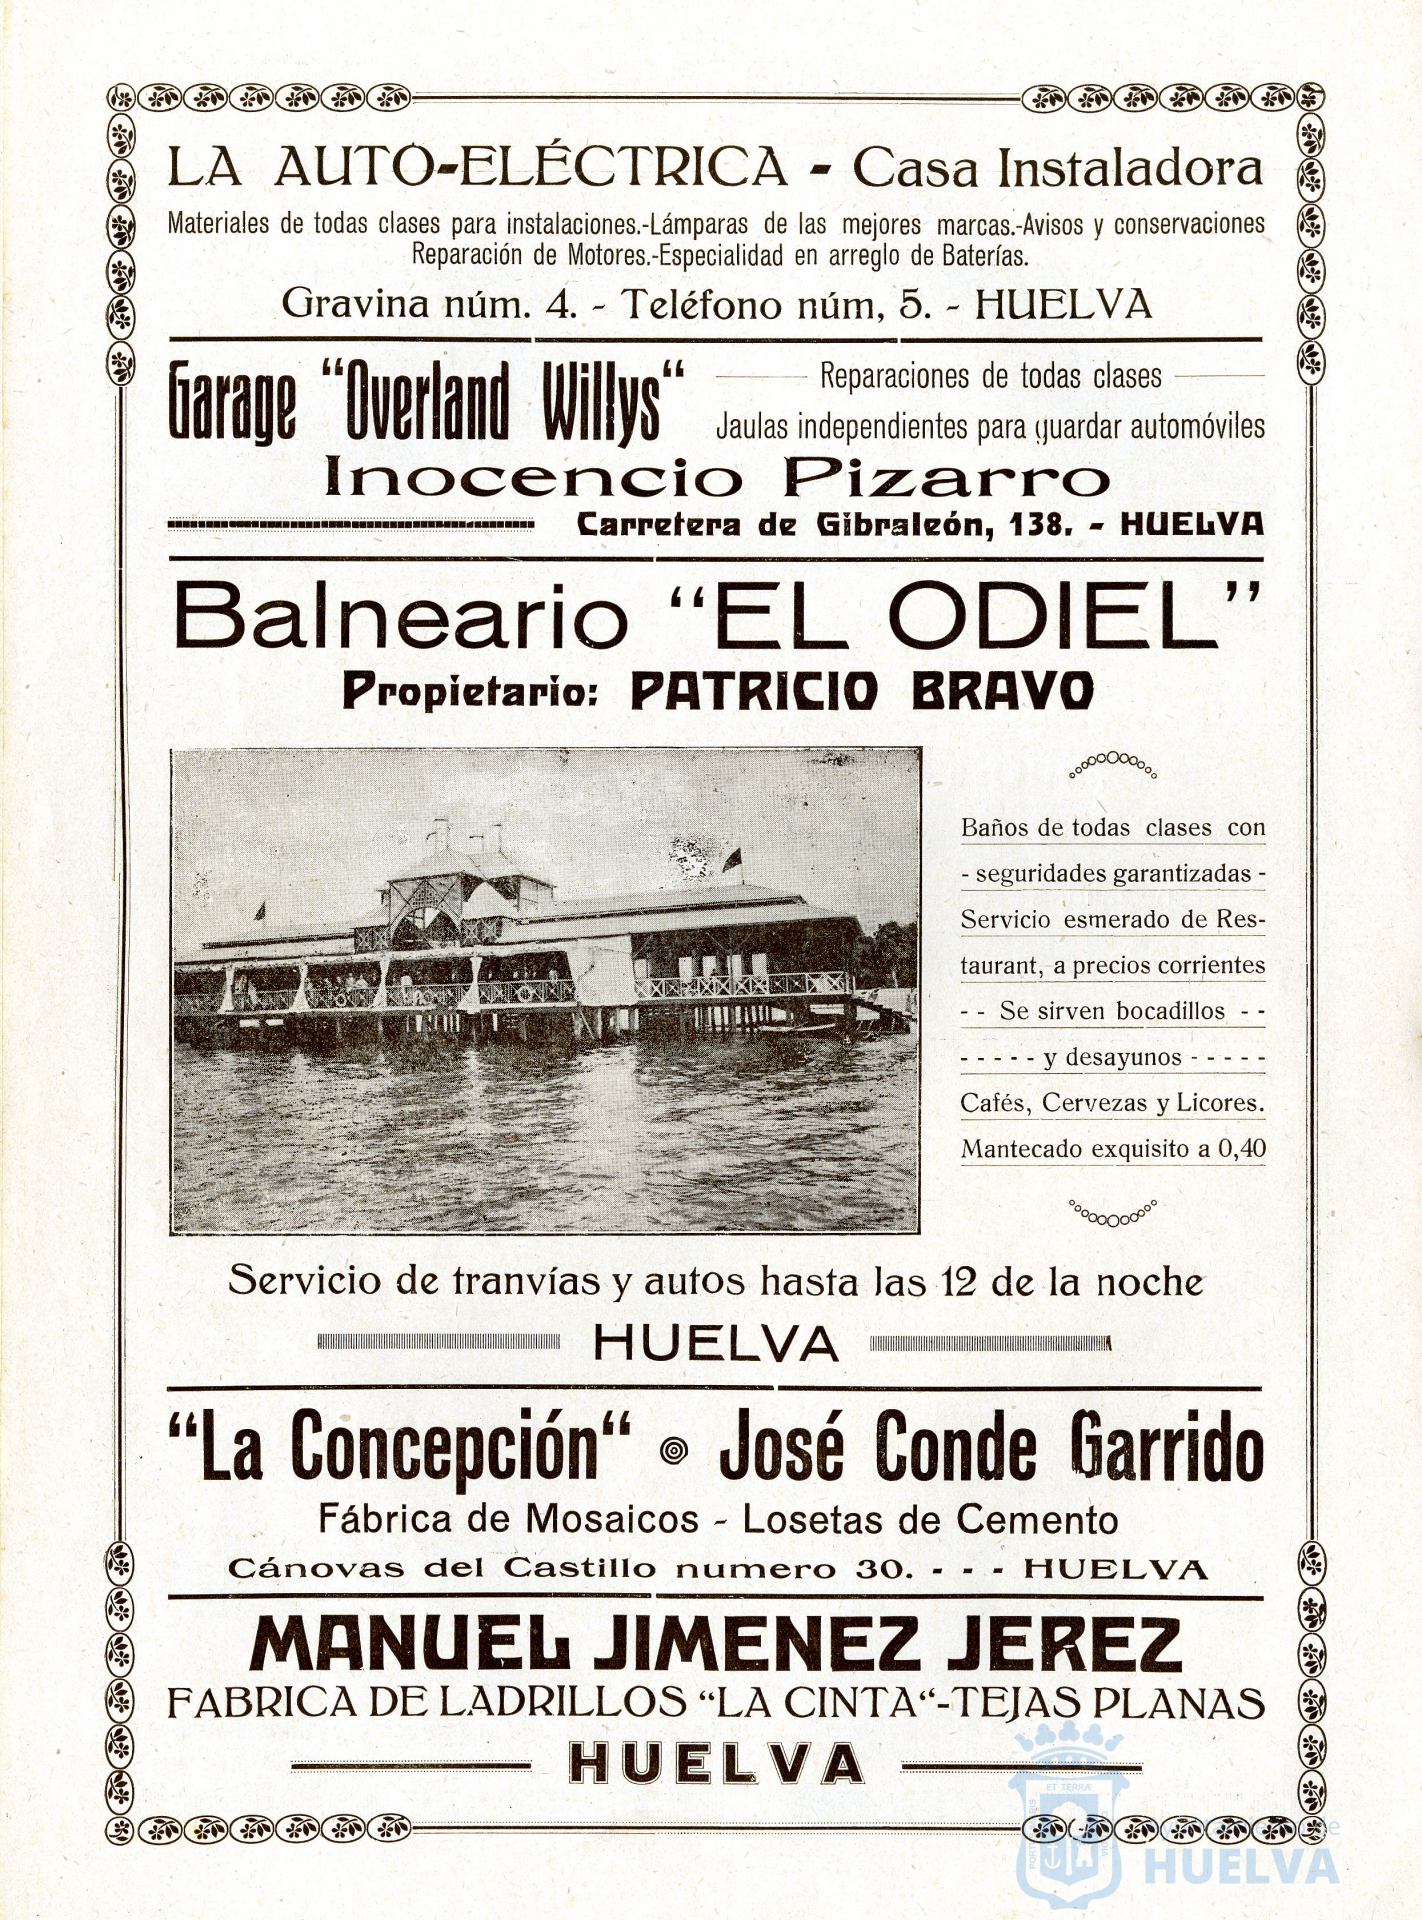 LA AUTO-ELÉCTRICA - Casa Instaladora
Materiales de todas clases para instalaciones.-Lámparas de las mejores marcas.-Avisos y conservaciones
Reparación de Motores.-Especialidad en arreglo de Baterías.
Gravina núm. 4. - Teléfono núm, 5. - HUELVA
Garage "Overland Willys"
Reparaciones de todas clases
Jaulas independientes para guardar automóviles
Inocencio Pizarro
Carretera de Gibraleón, 138. - HUELVA
Balneario "EL ODIEL"
Propietario: PATRICIO BRAVO
Baños de todas clases con
- seguridades garantizadas -
Servicio esmerado de Res-
taurant, a precios corrientes
- - Se sirven bocadillos - -
- - - - - y desayunos - - - - -
Cafés, Cervezas y Licores.
Mantecado exquisito a 0,40
Servicio de tranvías y autos hasta las 12 de la noche
HUELVA
"La Concepción" José Conde Garrido
Fábrica de Mosaicos - Losetas de Cemento
Cánovas del Castillo numero 30. - - - HUELVA
MANUEL JIMENEZ JEREZ
FABRICA DE LADRILLOS "LA CINTA"-TEJAS PLANAS
HUELVA
ET TERRÆ
HUELVA